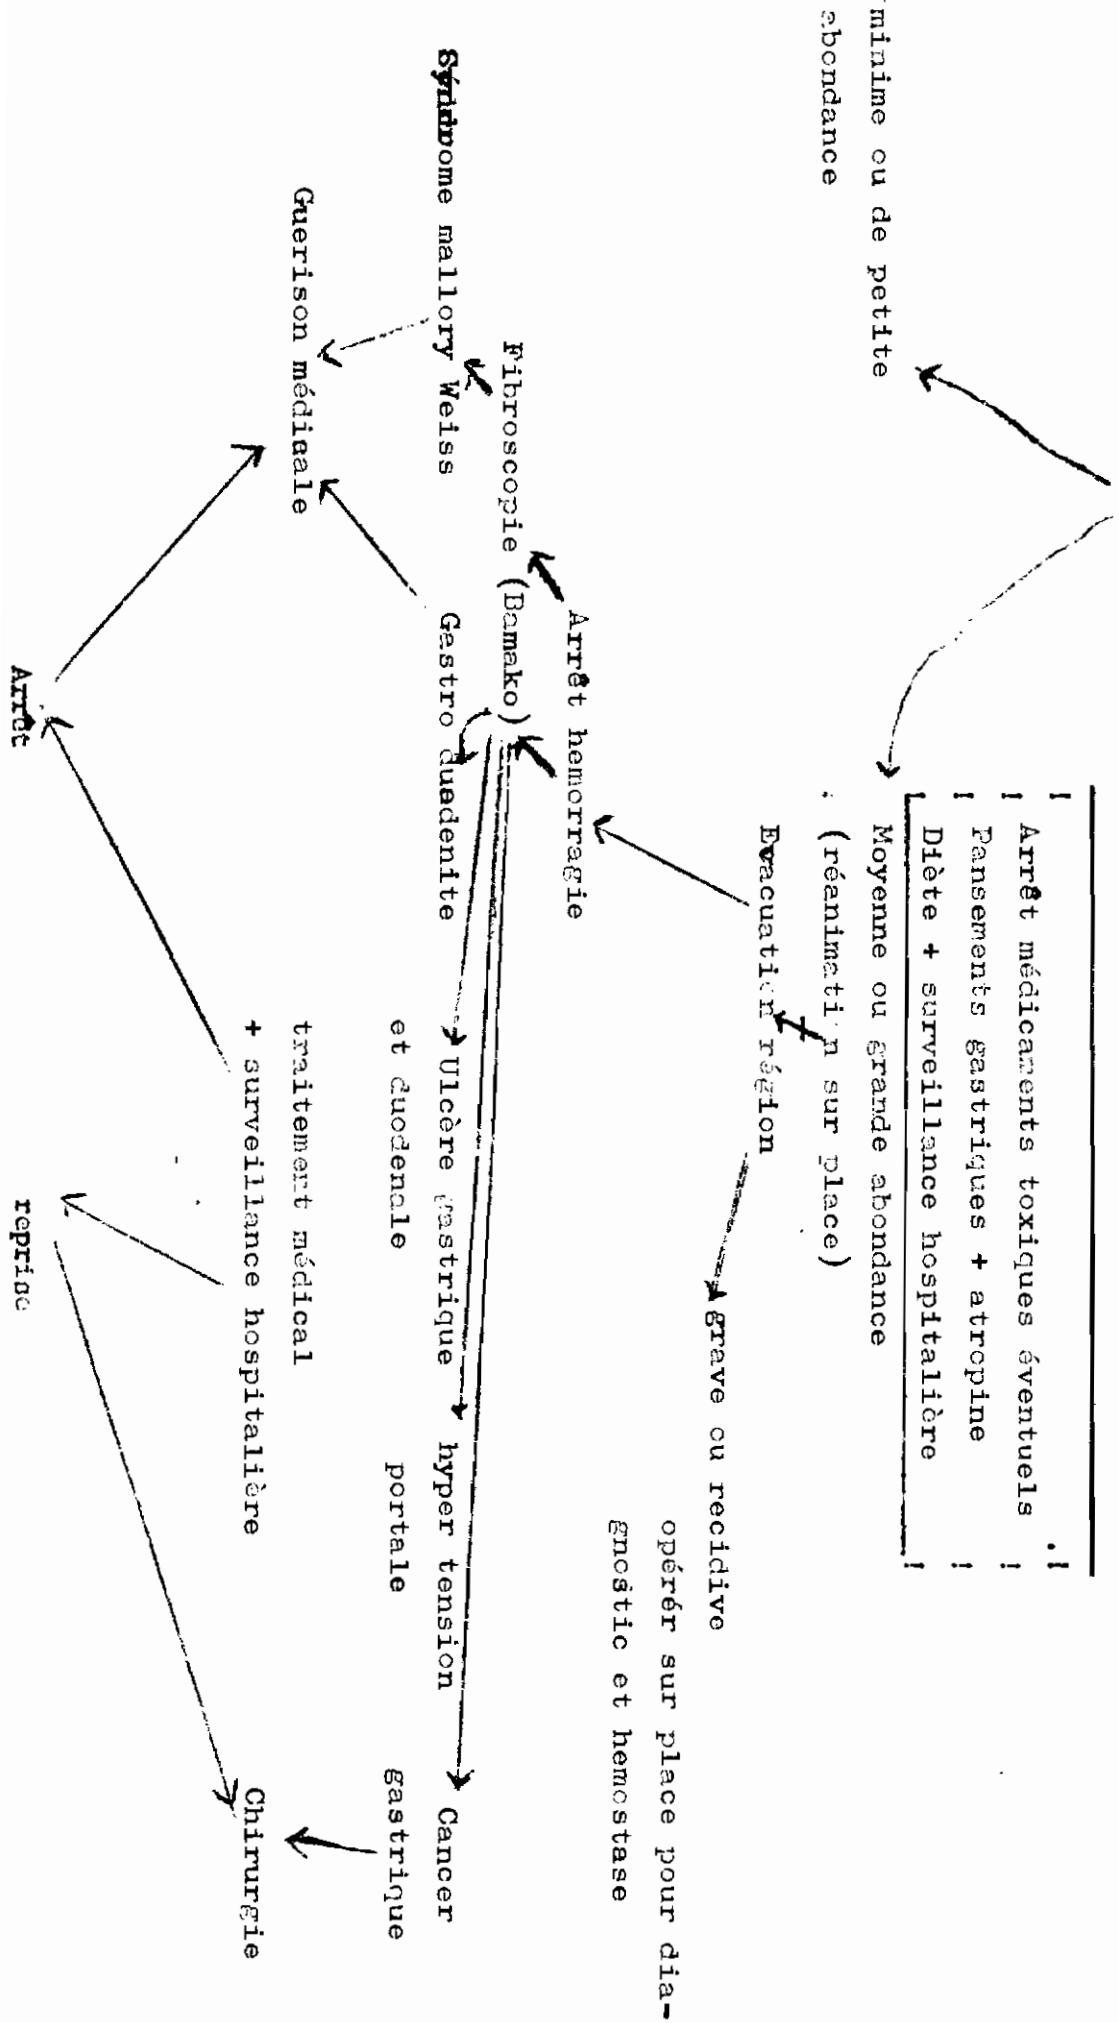 minime ou de petite
abondance
! !
! Arrêt médicaments toxiques éventuels .!
! Pansements gastriques + atropine !
! Diète + surveillance hospitalière !
Moyenne ou grande abondance
(réanimati n sur place)
Evacuation région
grave ou recidive
opérér sur place pour dia-
gnostic et hemostase
Arrêt hemorragie
Fibroscopie (Bamako)
Syndrome mallory Weiss
Gastro duedenite
Ulcère gastrique
et duodenale
hyper tension
portale
Cancer
gastrique
Guerison médicale
traitement médical
+ surveillance hospitalière
Chirurgie
Arrêt
reprise